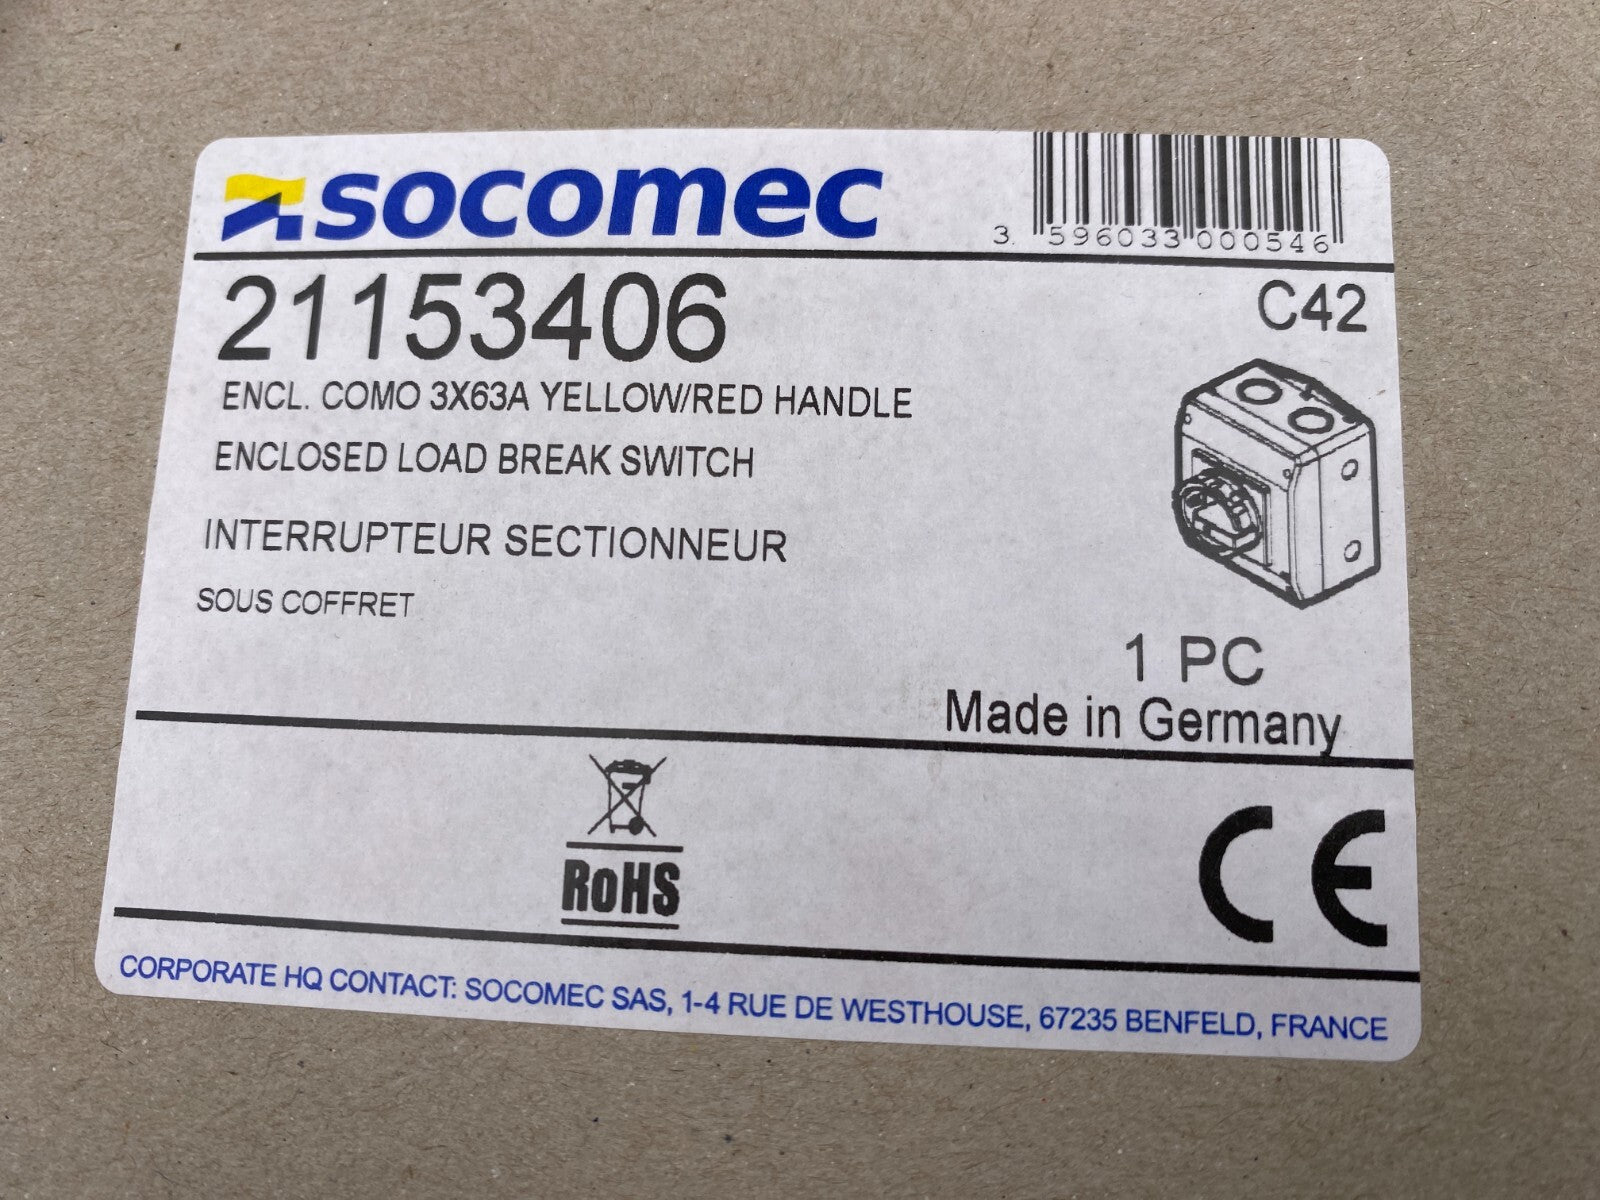 socomec
3 596033 000546
21153406
C42
ENCL. COMO 3X63A YELLOW/RED HANDLE
ENCLOSED LOAD BREAK SWITCH
INTERRUPTEUR SECTIONNEUR
SOUS COFFRET
1 PC
Made in Germany
RoHS
CE
CORPORATE HQ CONTACT: SOCOMEC SAS, 1-4 RUE DE WESTHOUSE, 67235 BENFELD, FRANCE